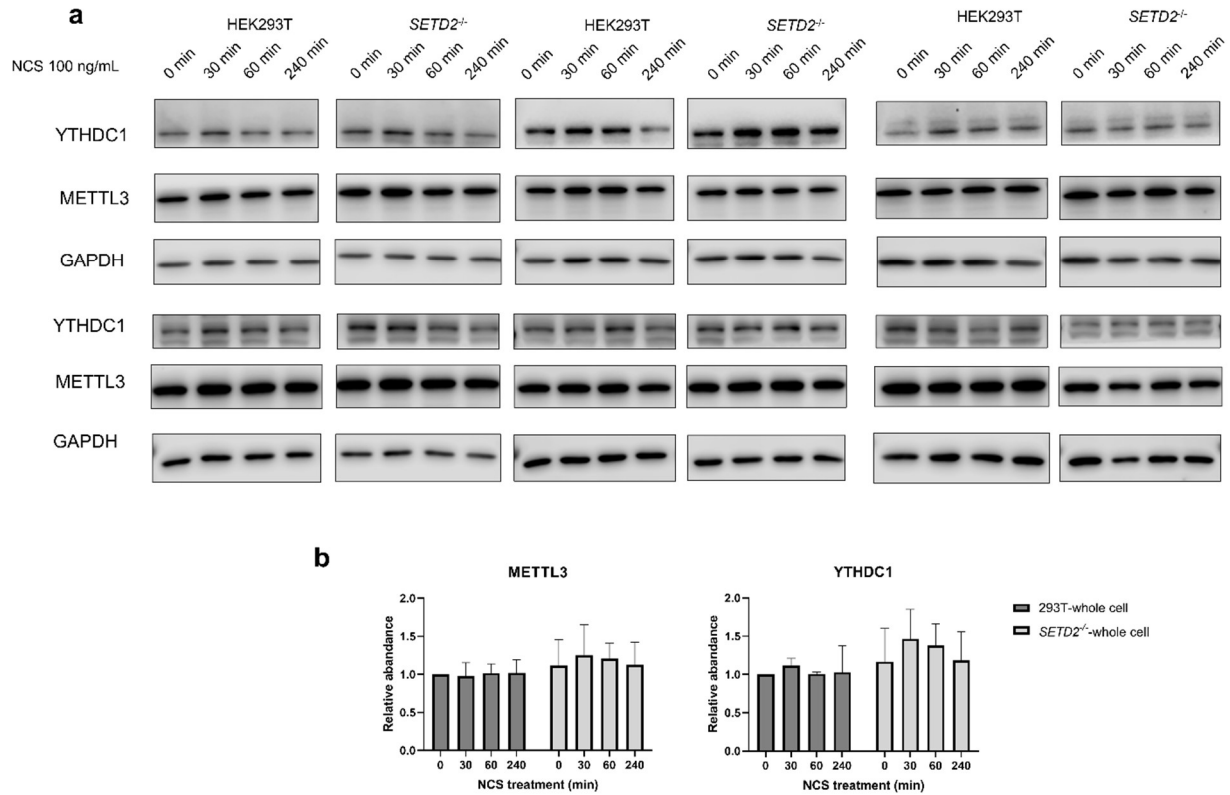 a
HEK293T SETD2-/- HEK293T SETD2-/- HEK293T SETD2-/-
NCS 100 ng/mL 0 min 30 min 60 min 240 min 0 min 30 min 60 min 240 min 0 min 30 min 60 min 240 min 0 min 30 min 60 min 240 min 0 min 30 min 60 min 240 min 0 min 30 min 60 min 240 min
YTHDC1
METTL3
GAPDH
YTHDC1
METTL3
GAPDH
b
METTL3
Relative abundance
2.0
1.5
1.0
0.5
0.0
0 30 60 240 0 30 60 240
NCS treatment (min)
YTHDC1
Relative abundance
2.0
1.5
1.0
0.5
0.0
0 30 60 240 0 30 60 240
NCS treatment (min)
293T-whole cell
SETD2-/--whole cell